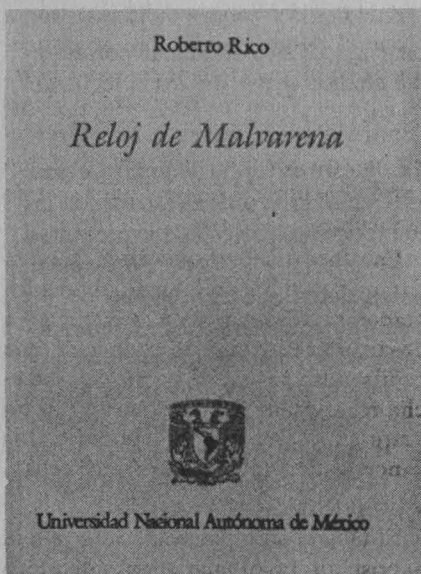 Roberto Rico
Reloj de Malvarena
Universidad Nacional Autónoma de México